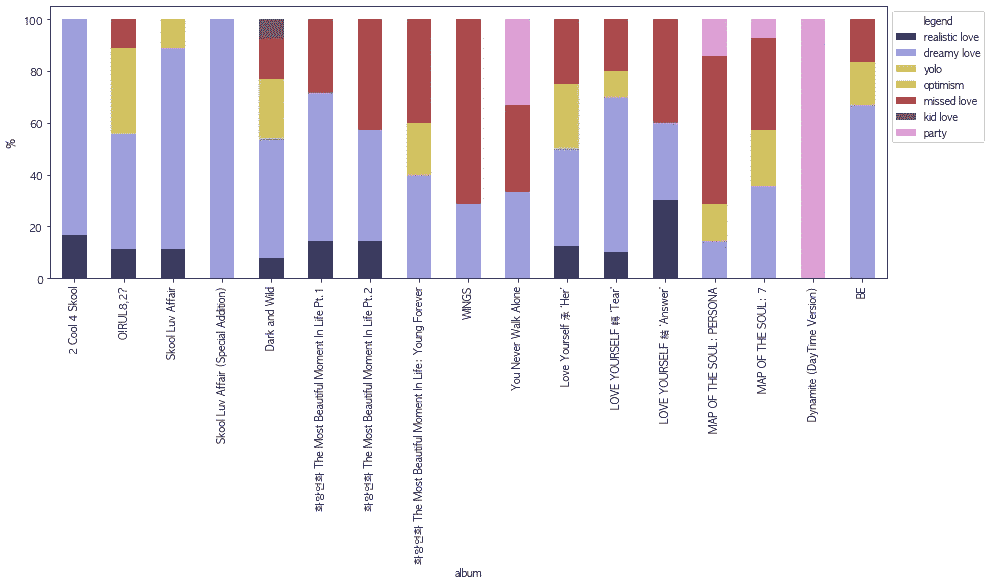 100
80
60
40
20
0
%
legend
realistic love
dreamy love
yolo
optimism
missed love
kid love
party
2 Cool 4 Skool
O!RUL8,2?
Skool Luv Affair
Skool Luv Affair (Special Addition)
Dark and Wild
화양연화 The Most Beautiful Moment In Life Pt.1
화양연화 The Most Beautiful Moment In Life Pt.2
화양연화 The Most Beautiful Moment In Life: Young Forever
WINGS
You Never Walk Alone
Love Yourself 承 'Her'
LOVE YOURSELF 轉 'Tear'
LOVE YOURSELF 結 'Answer'
MAP OF THE SOUL: PERSONA
MAP OF THE SOUL: 7
Dynamite (DayTime Version)
BE
album